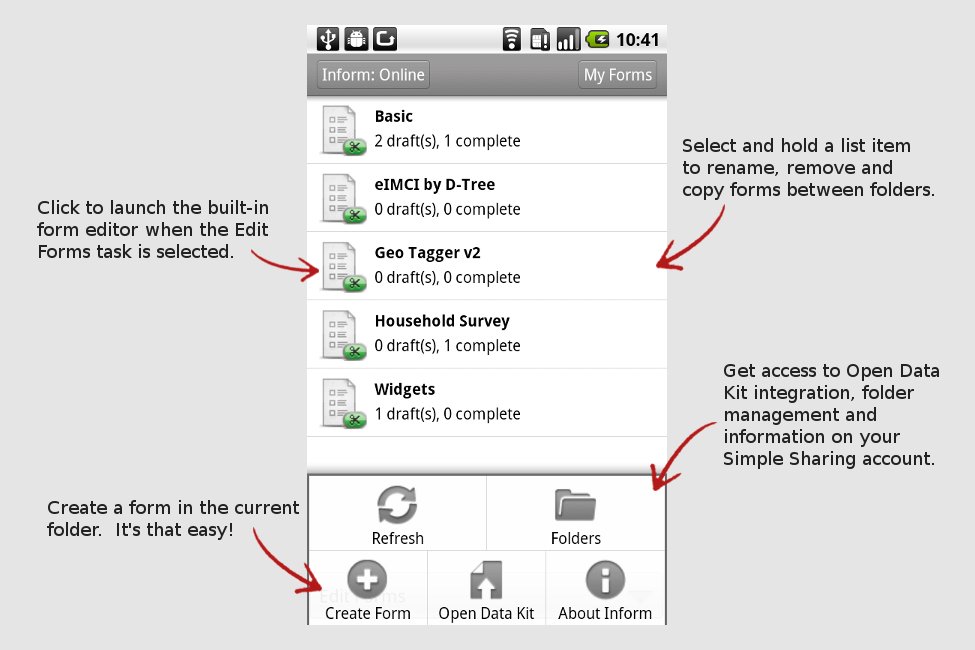 10:41
Inform: Online
My Forms
Basic
2 draft(s), 1 complete
eIMCI by D-Tree
0 draft(s), 0 complete
Geo Tagger v2
0 draft(s), 0 complete
Household Survey
0 draft(s), 1 complete
Widgets
1 draft(s), 0 complete
Refresh
Folders
Edit Forms
Create Form
Open Data Kit
About Inform
Click to launch the built-in
form editor when the Edit
Forms task is selected.
Select and hold a list item
to rename, remove and
copy forms between folders.
Get access to Open Data
Kit integration, folder
management and
information on your
Simple Sharing account.
Create a form in the current
folder.  It's that easy!